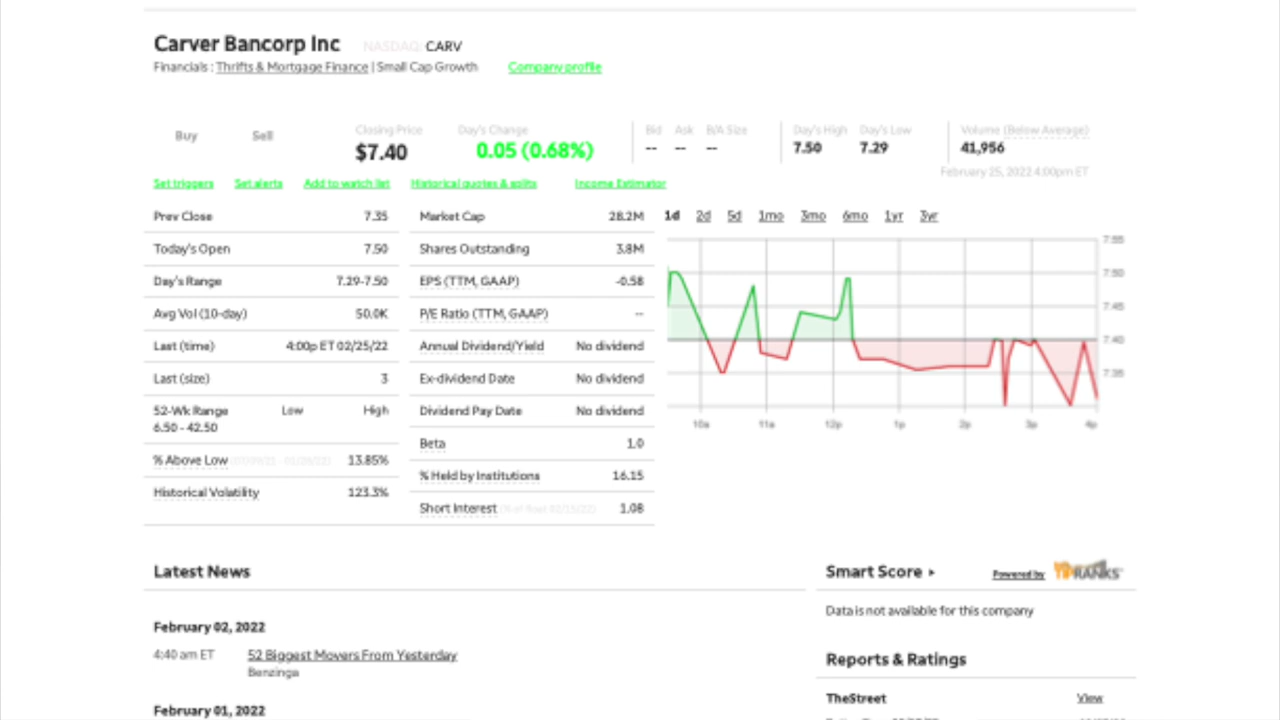 Carver Bancorp Inc NASDAQ: CARV
Financials : Thrifts & Mortgage Finance | Small Cap Growth Company profile
Buy Sell
Closing Price Day's Change Bid Ask B/A Size Day's High Day's Low Volume (Below Average)
$7.40 0.05 (0.68%) -- -- -- 7.50 7.29 41,956
February 25, 2022 4:00pm ET
Set triggers Set alerts Add to watch list Historical quotes & splits Income Estimator
Prev Close 7.35
Today's Open 7.50
Day's Range 7.29-7.50
Avg Vol (10-day) 50.0K
Last (time) 4:00p ET 02/25/22
Last (size) 3
52-Wk Range Low High
6.50 - 42.50
% Above Low 13.85%
Historical Volatility 123.3%
Market Cap 28.2M
Shares Outstanding 3.8M
EPS (TTM, GAAP) -0.58
P/E Ratio (TTM, GAAP) --
Annual Dividend/Yield No dividend
Ex-dividend Date No dividend
Dividend Pay Date No dividend
Beta 1.0
% Held by Institutions 16.15
Short Interest (% of float 02/15/22) 1.08
1d 2d 5d 1mo 3mo 6mo 1yr 3yr
7.55
7.50
7.45
7.40
7.35
10a 11a 12p 1p 2p 3p 4p
Latest News
February 02, 2022
4:40 am ET 52 Biggest Movers From Yesterday
Benzinga
February 01, 2022
Smart Score Powered by RANKS
Data is not available for this company
Reports & Ratings
TheStreet View